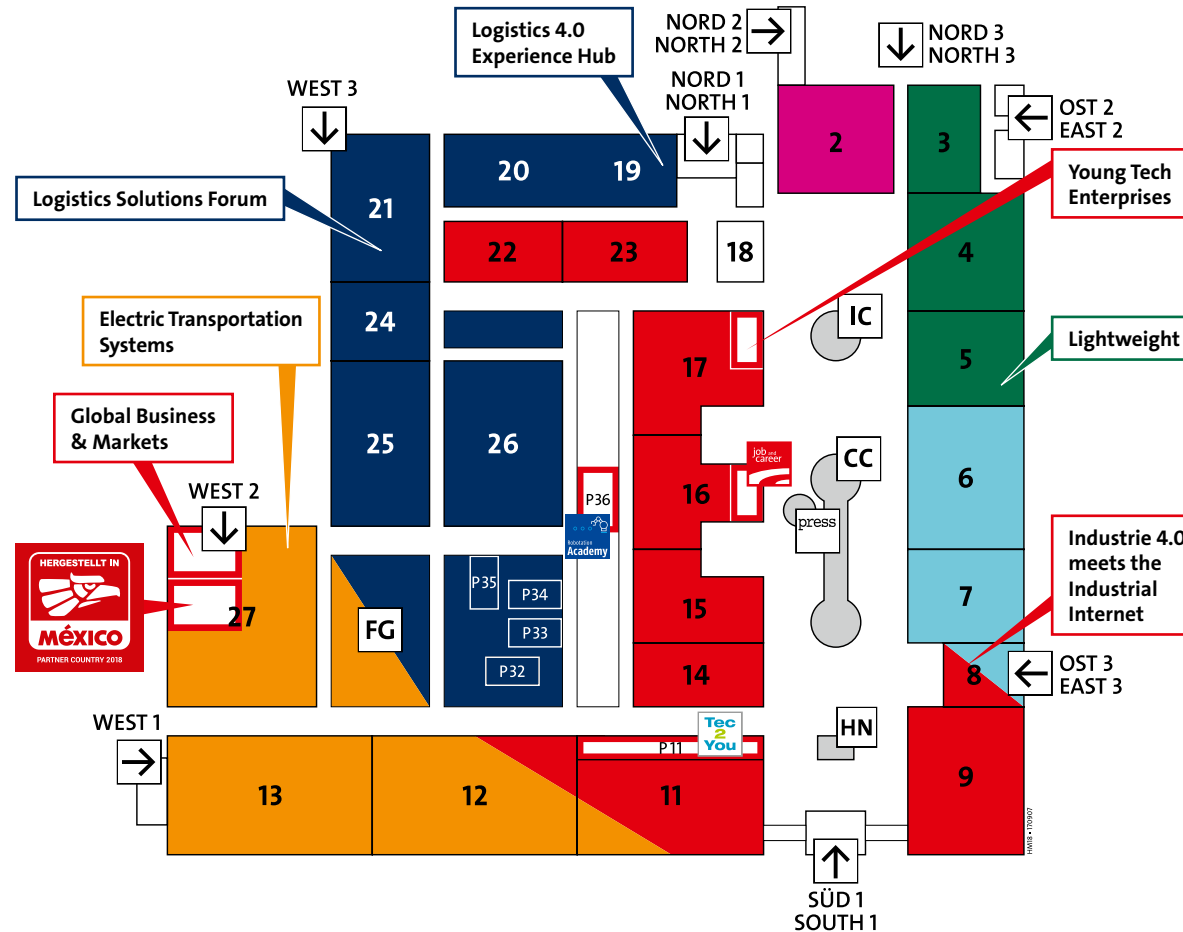 Logistics 4.0
Experience Hub
NORD 2
NORTH 2
NORD 3
NORTH 3
WEST 3
NORD 1
NORTH 1
OST 2
EAST 2
2
3
20
19
Young Tech
Enterprises
Logistics Solutions Forum
21
22
23
18
4
Electric Transportation
Systems
24
IC
Lightweight
17
5
Global Business
& Markets
25
26
job and
career
CC
6
WEST 2
P36
16
press
Robotation
Academy
Industrie 4.0
meets the
Industrial
Internet
HERGESTELLT IN
MéXICO
PARTNER COUNTRY 2018
27
FG
P35
P34
P33
P32
15
7
14
8
OST 3
EAST 3
WEST 1
Tec
2
You
P11
HN
13
12
11
9
HM18 • 170907
SÜD 1
SOUTH 1